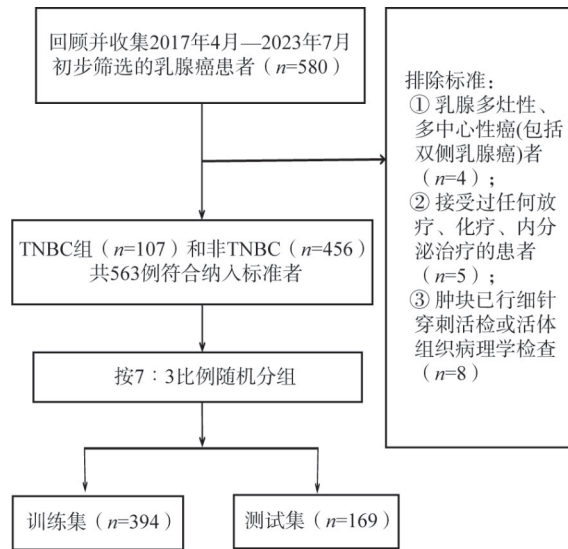 回顾并收集2017年4月—2023年7月
初步筛选的乳腺癌患者（n=580）
排除标准：
① 乳腺多灶性、
多中心性癌(包括
双侧乳腺癌)者
（n=4）；
② 接受过任何放
疗、化疗、内分
泌治疗的患者
（n=5）；
③ 肿块已行细针
穿刺活检或活体
组织病理学检查
（n=8）
TNBC组（n=107）和非TNBC（n=456）
共563例符合纳入标准者
按7：3比例随机分组
训练集（n=394）
测试集（n=169）